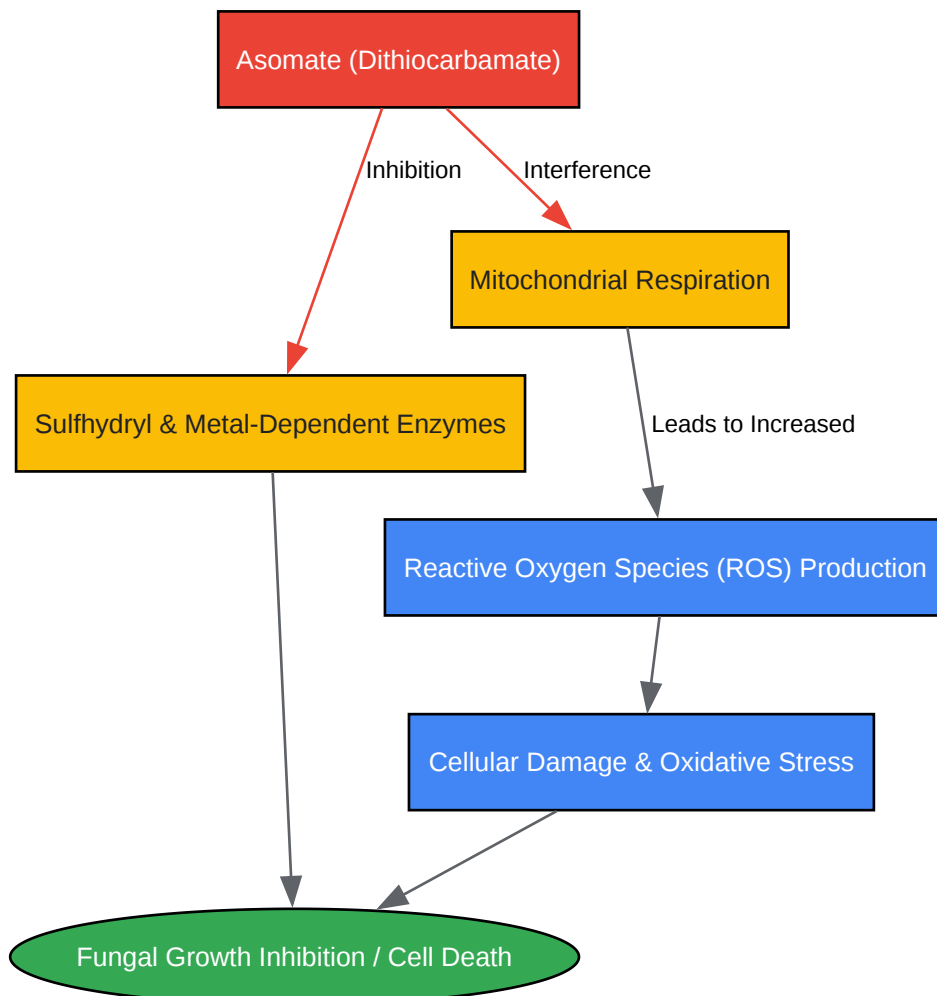 Asomate (Dithiocarbamate)
Inhibition
Interference
Mitochondrial Respiration
Sulfhydryl & Metal-Dependent Enzymes
Leads to Increased
Reactive Oxygen Species (ROS) Production
Cellular Damage & Oxidative Stress
Fungal Growth Inhibition / Cell Death